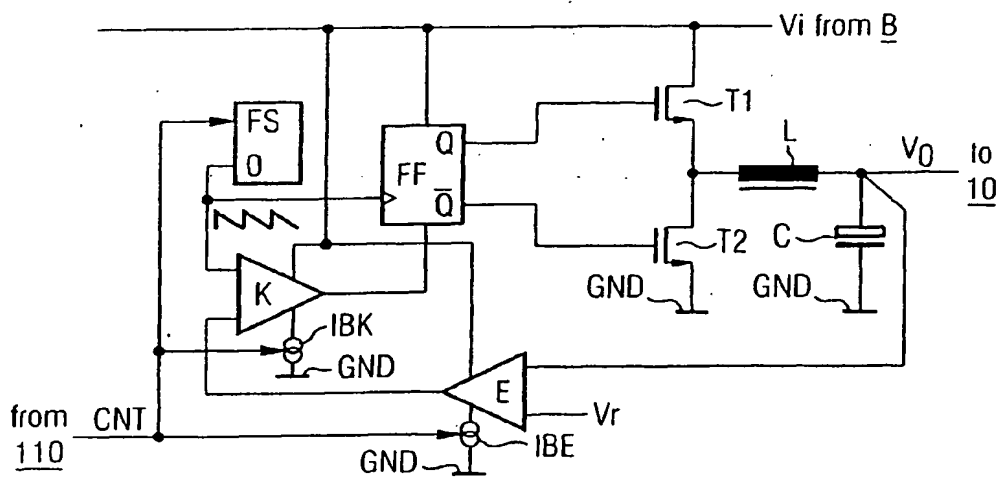 Vi from B
FS
O
Q
FF
Q̅
T1
L
V0
to
10
T2
C
GND
GND
K
IBK
GND
E
Vr
from
110
CNT
IBE
GND